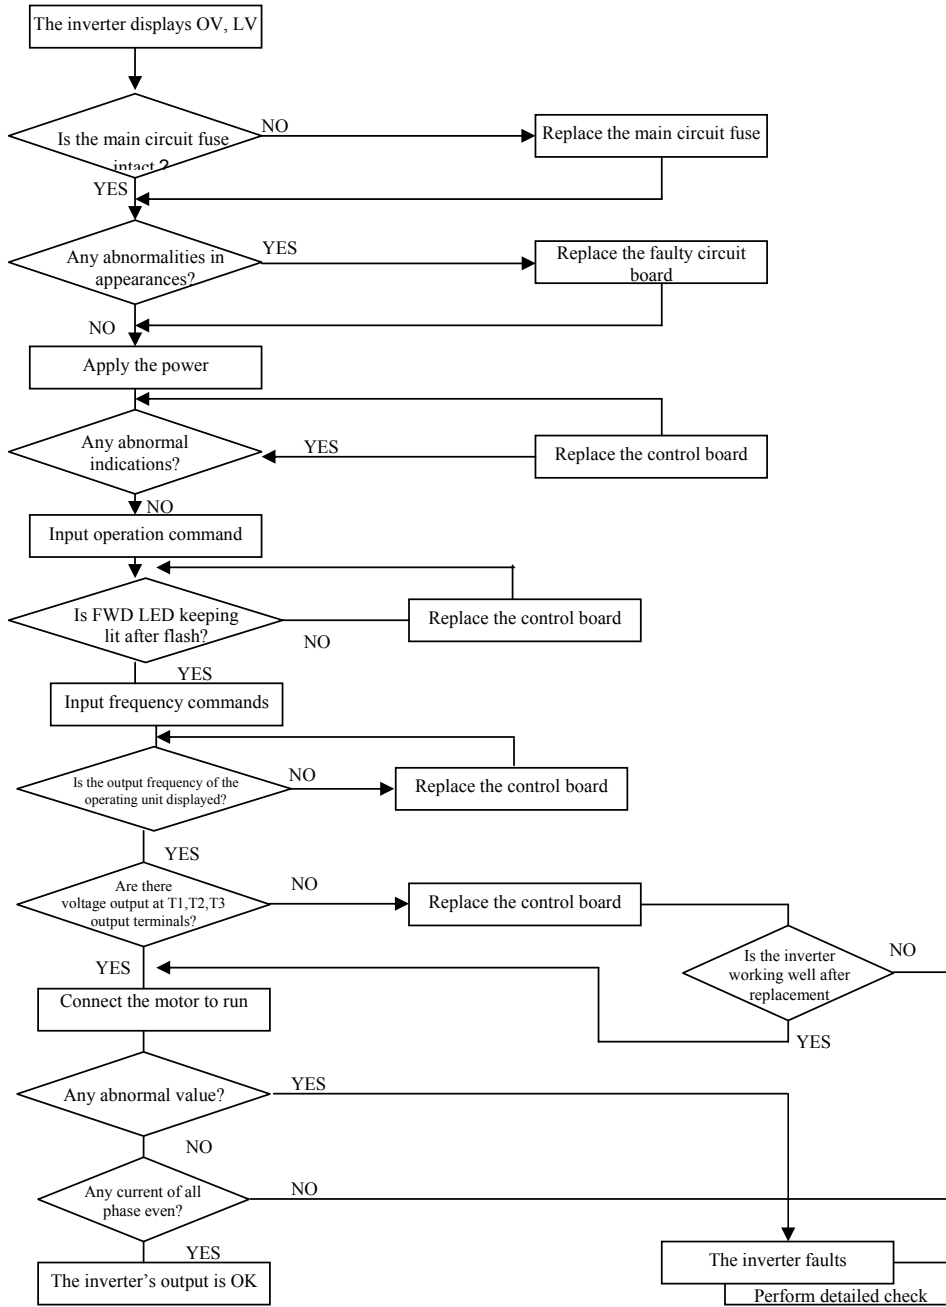 The inverter displays OV, LV
Is the main circuit fuse
intact ?
NO
Replace the main circuit fuse
YES
Any abnormalities in
appearances?
YES
Replace the faulty circuit
board
NO
Apply the power
Any abnormal
indications?
YES
Replace the control board
NO
Input operation command
Is FWD LED keeping
lit after flash?
NO
Replace the control board
YES
Input frequency commands
Is the output frequency of the
operating unit displayed?
NO
Replace the control board
YES
Are there
voltage output at T1,T2,T3
output terminals?
NO
Replace the control board
Is the inverter
working well after
replacement
NO
YES
YES
Connect the motor to run
Any abnormal value?
YES
NO
Any current of all
phase even?
NO
YES
The inverter's output is OK
The inverter faults
Perform detailed check